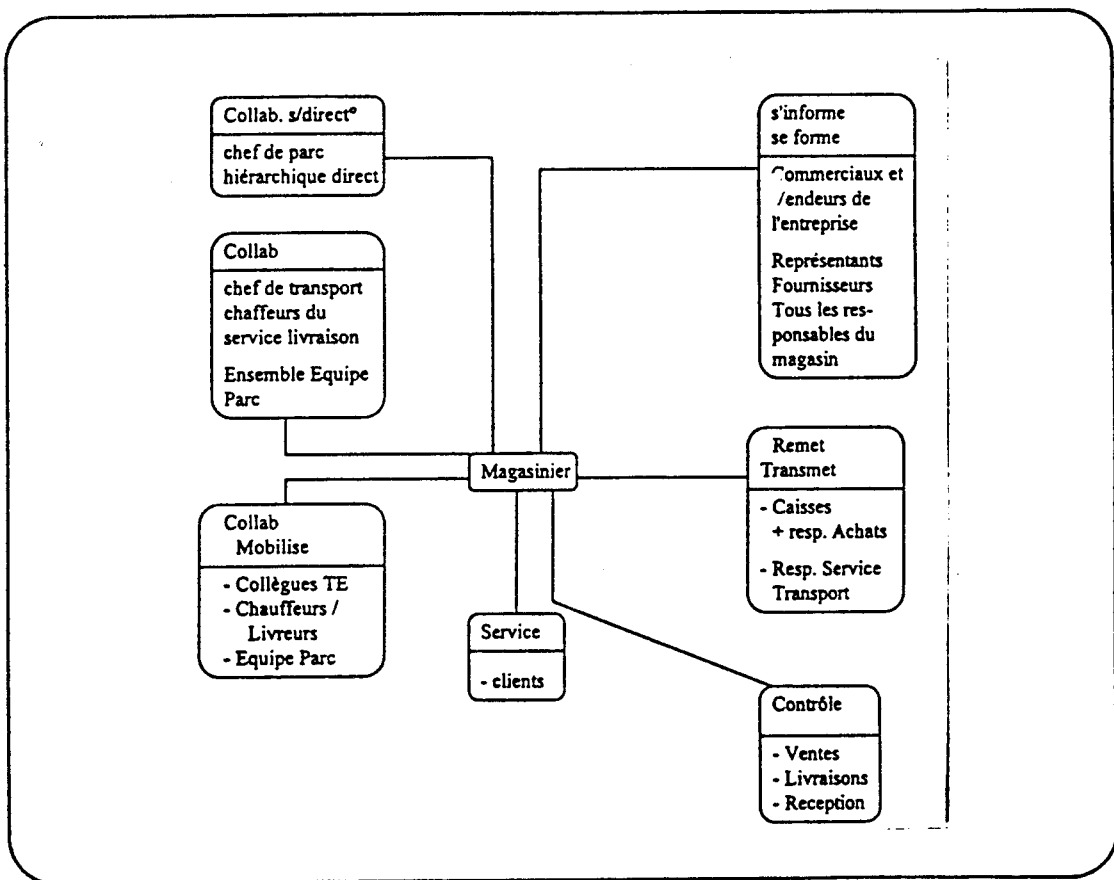 Collab. s/direct°
chef de parc
hiérarchique direct
s'informe
se forme
Commerciaux et
/endeurs de
l'entreprise
Représentants
Fournisseurs
Tous les res-
ponsables du
magasin
Collab
chef de transport
chaffeurs du
service livraison
Ensemble Equipe
Parc
Magasinier
Remet
Transmet
- Caisses
+ resp. Achats
- Resp. Service
Transport
Collab
Mobilise
- Collègues TE
- Chauffeurs /
Livreurs
- Equipe Parc
Service
- clients
Contrôle
- Ventes
- Livraisons
- Reception